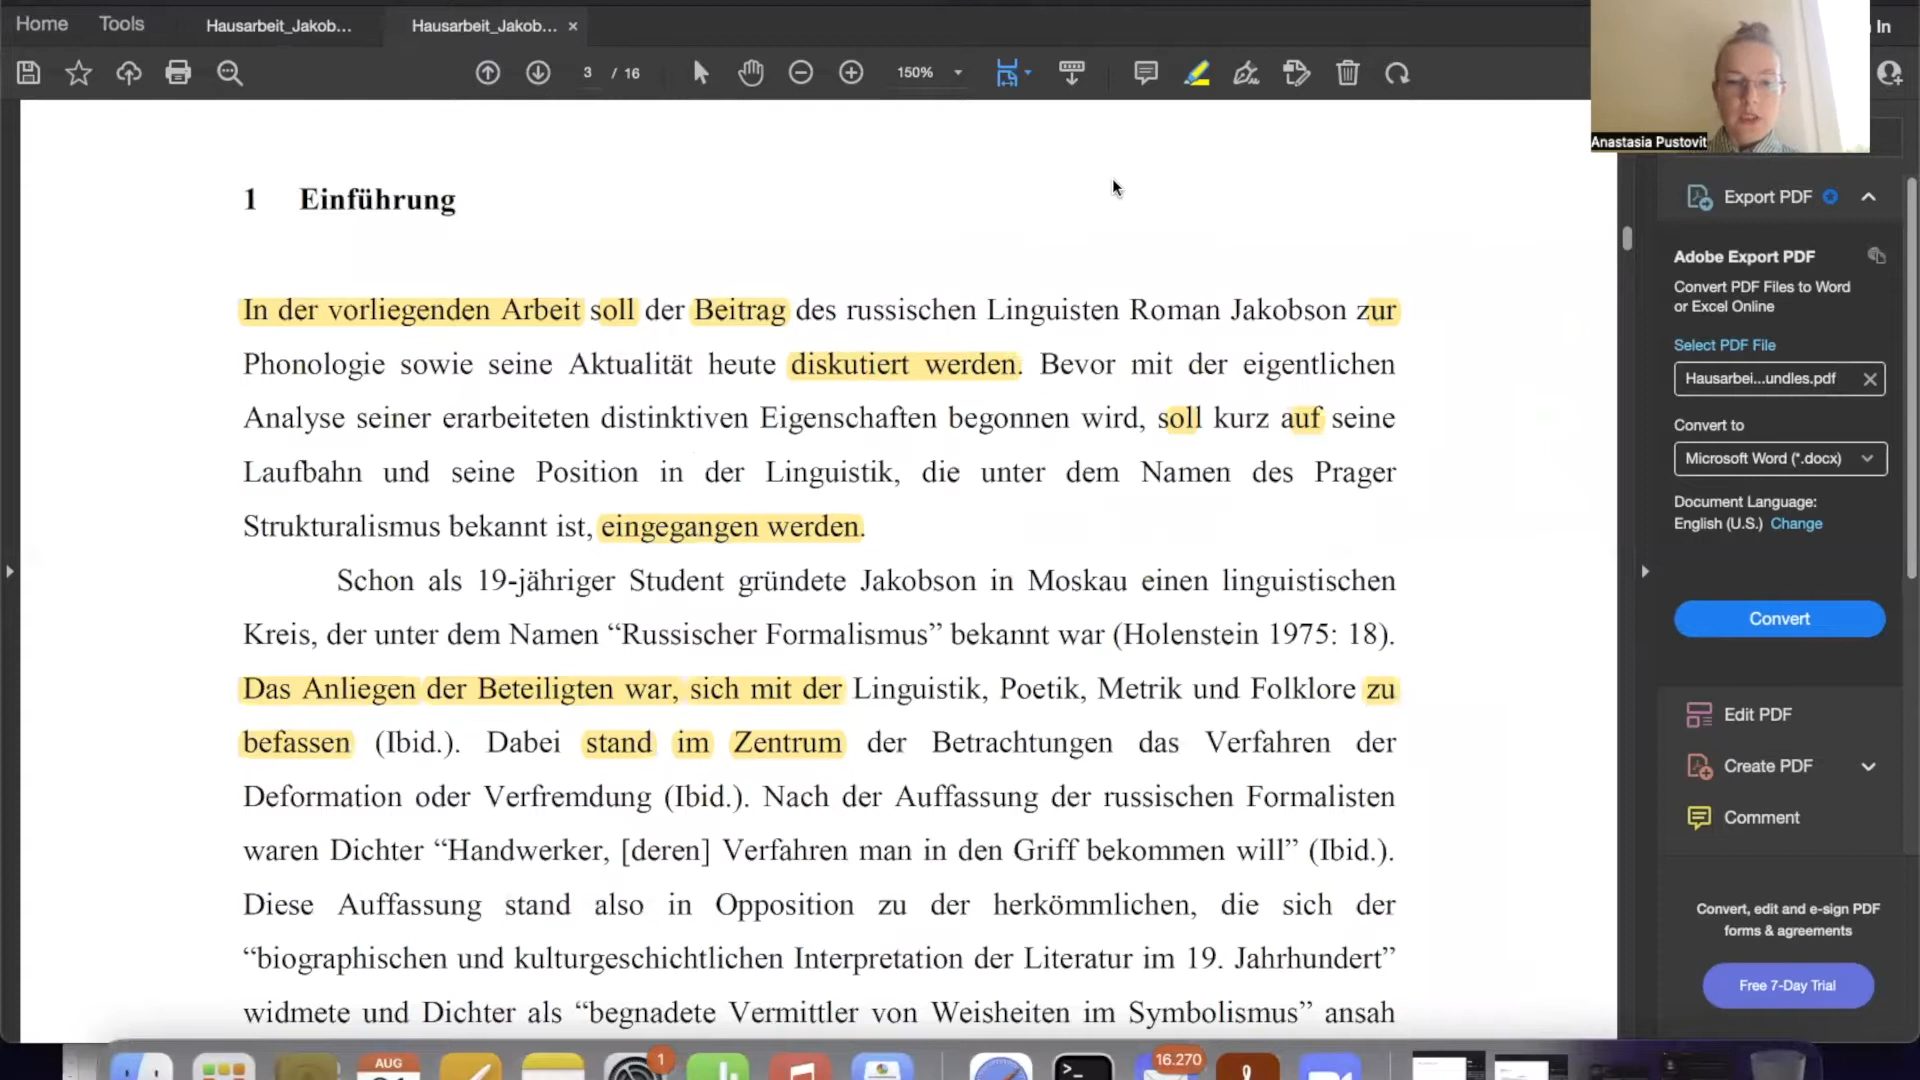 Home Tools Hausarbeit_Jakob... Hausarbeit_Jakob... ×
In
3 / 16 150%
Anastasia Pustovit
1 Einführung
In der vorliegenden Arbeit soll der Beitrag des russischen Linguisten Roman Jakobson zur
Phonologie sowie seine Aktualität heute diskutiert werden. Bevor mit der eigentlichen
Analyse seiner erarbeiteten distinktiven Eigenschaften begonnen wird, soll kurz auf seine
Laufbahn und seine Position in der Linguistik, die unter dem Namen des Prager
Strukturalismus bekannt ist, eingegangen werden.
Schon als 19-jähriger Student gründete Jakobson in Moskau einen linguistischen
Kreis, der unter dem Namen “Russischer Formalismus” bekannt war (Holenstein 1975: 18).
Das Anliegen der Beteiligten war, sich mit der Linguistik, Poetik, Metrik und Folklore zu
befassen (Ibid.). Dabei stand im Zentrum der Betrachtungen das Verfahren der
Deformation oder Verfremdung (Ibid.). Nach der Auffassung der russischen Formalisten
waren Dichter “Handwerker, [deren] Verfahren man in den Griff bekommen will” (Ibid.).
Diese Auffassung stand also in Opposition zu der herkömmlichen, die sich der
“biographischen und kulturgeschichtlichen Interpretation der Literatur im 19. Jahrhundert”
widmete und Dichter als “begnadete Vermittler von Weisheiten im Symbolismus” ansah
Export PDF
Adobe Export PDF
Convert PDF Files to Word
or Excel Online
Select PDF File
Hausarbei...undles.pdf
Convert to
Microsoft Word (*.docx)
Document Language:
English (U.S.) Change
Convert
Edit PDF
Create PDF
Comment
Convert, edit and e-sign PDF
forms & agreements
Free 7-Day Trial
AUG
1
16.270